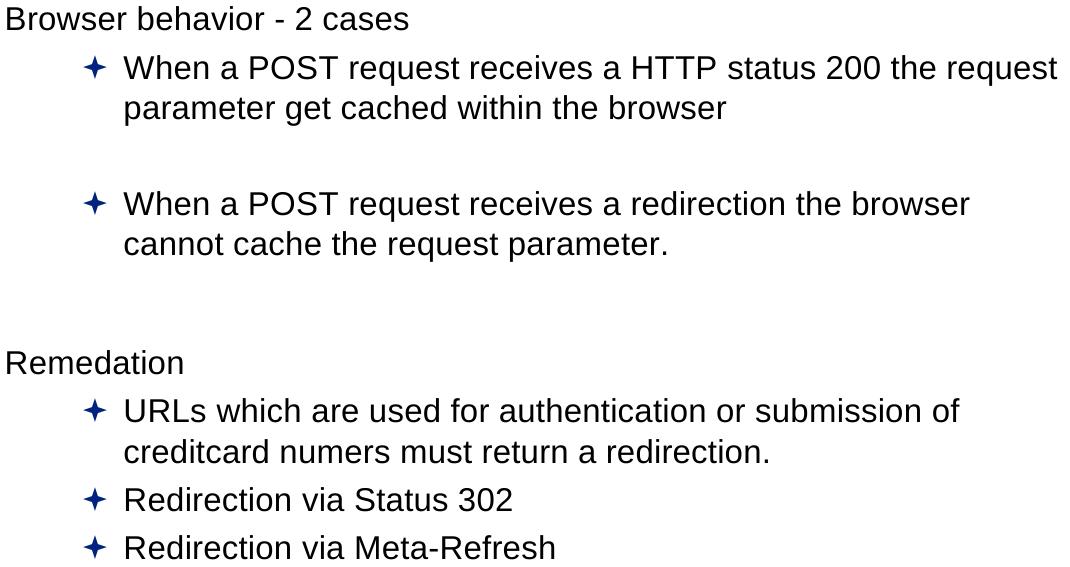 Browser behavior - 2 cases
When a POST request receives a HTTP status 200 the request
parameter get cached within the browser
When a POST request receives a redirection the browser
cannot cache the request parameter.
Remedation
URLs which are used for authentication or submission of
creditcard numers must return a redirection.
Redirection via Status 302
Redirection via Meta-Refresh